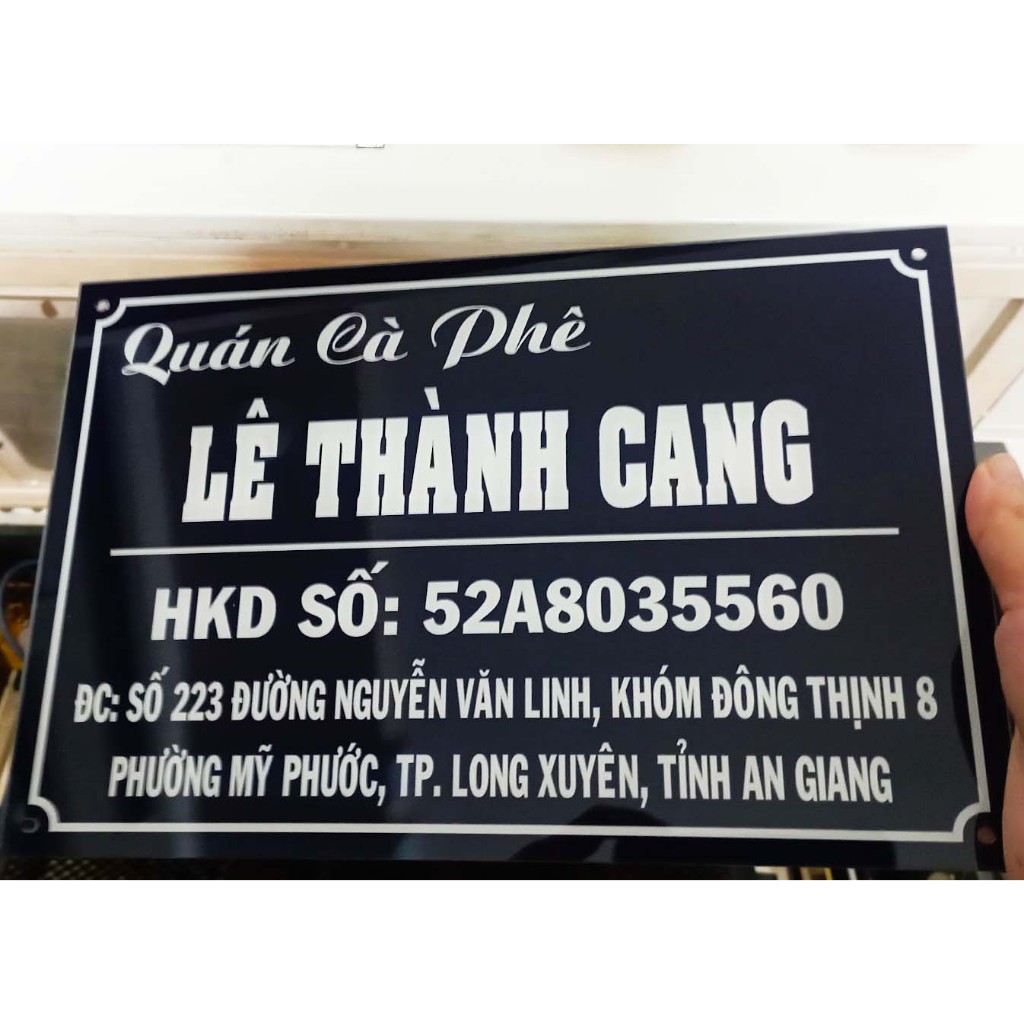 Quán Cà Phê
LÊ THÀNH CANG
HKD SỐ: 52A8035560
ĐC: SỐ 223 ĐƯỜNG NGUYỄN VĂN LINH, KHÓM ĐÔNG THỊNH 8
PHƯỜNG MỸ PHƯỚC, TP. LONG XUYÊN, TỈNH AN GIANG